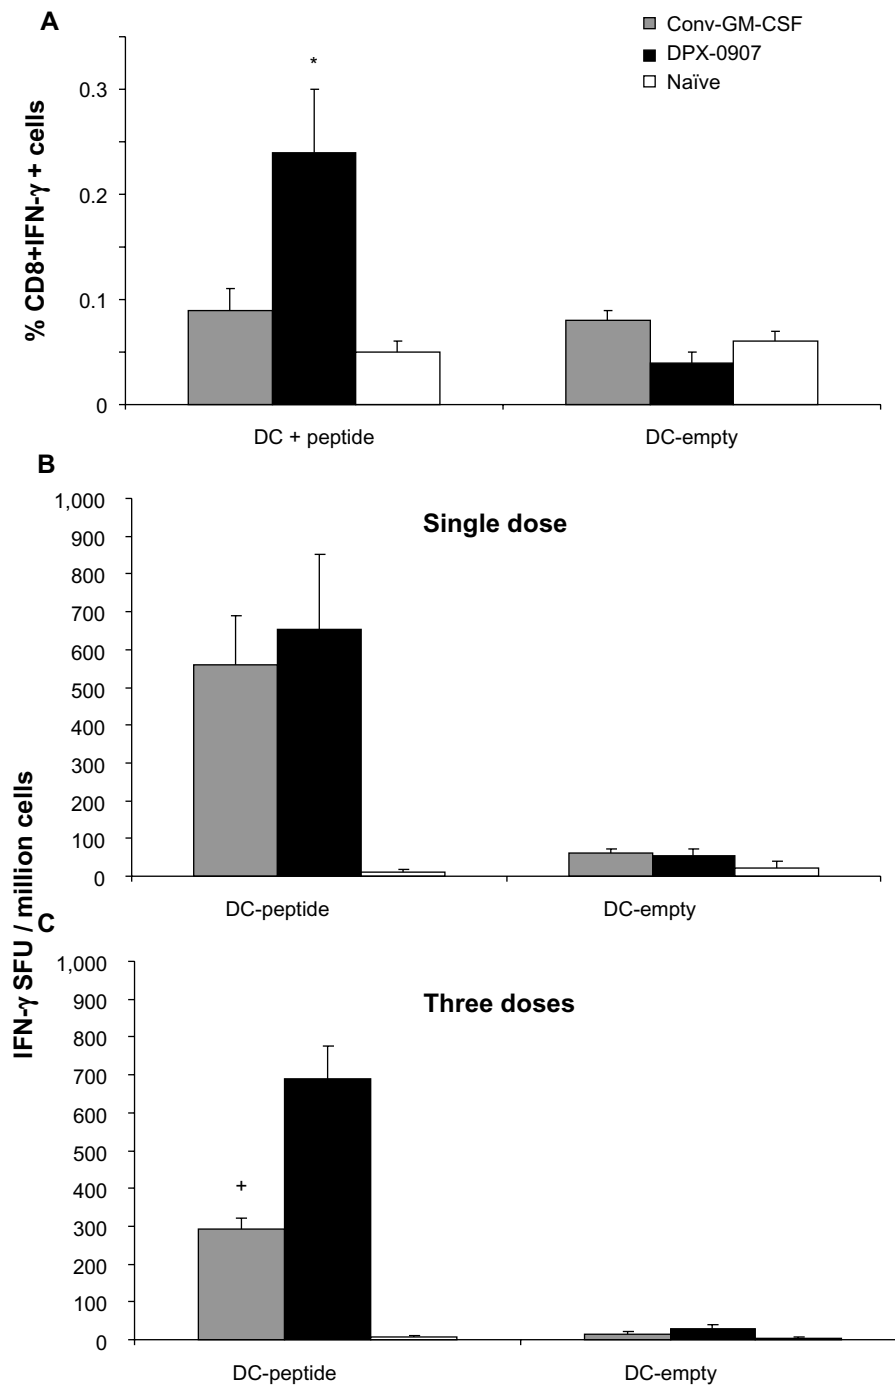 A
Conv-GM-CSF
DPX-0907
Naïve
*
% CD8+IFN-γ + cells
0.3
0.2
0.1
0
DC + peptide
DC-empty
B
Single dose
1,000
900
800
700
600
500
400
300
200
100
0
DC-peptide
DC-empty
IFN-γ SFU / million cells
C
Three doses
1,000
900
800
700
600
500
400
300
200
100
0
+
DC-peptide
DC-empty